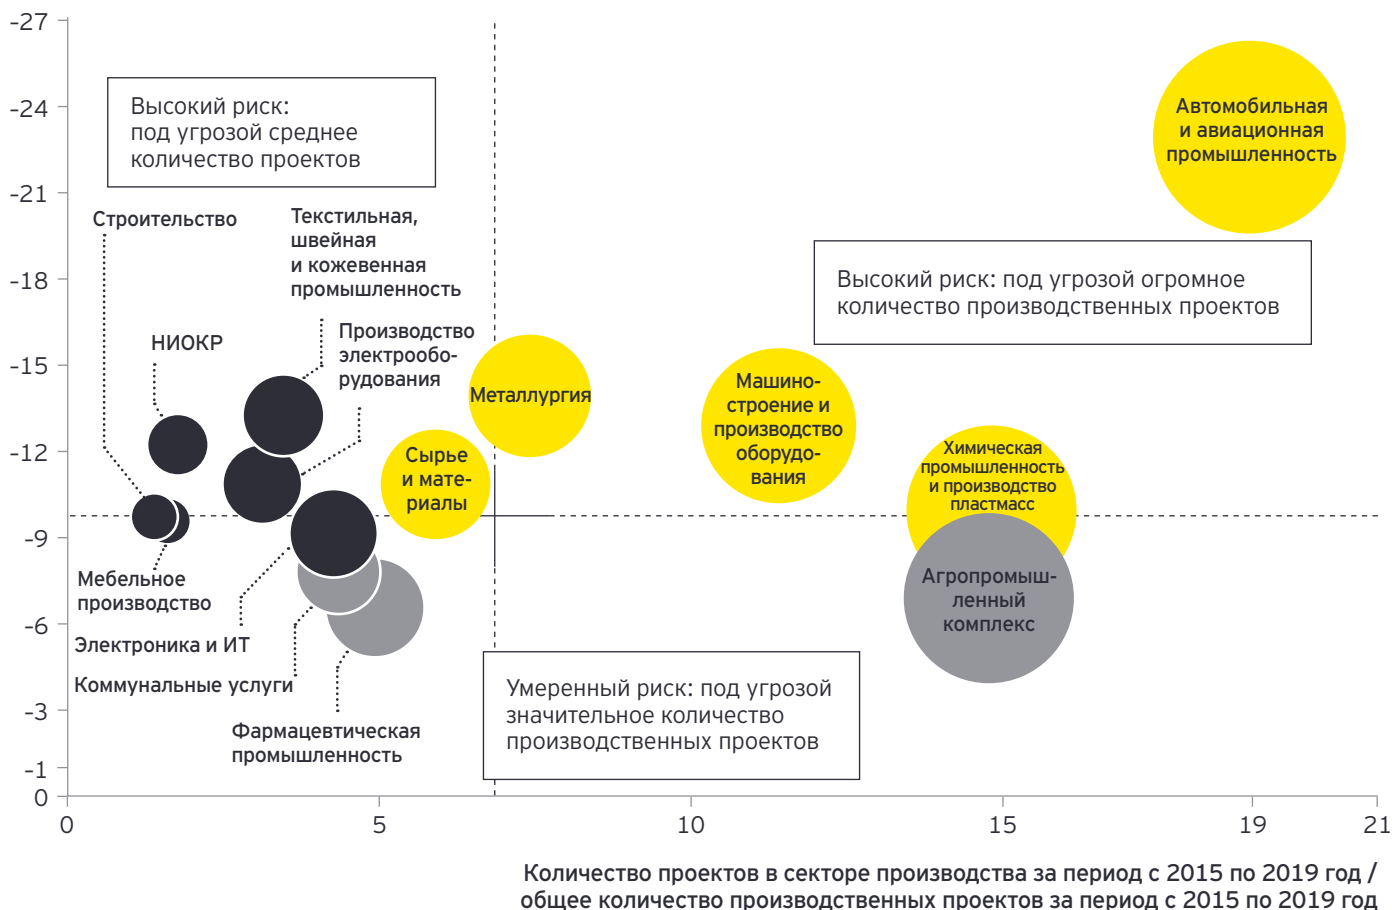 -27
-24
-21
-18
-15
-12
-9
-6
-3
-1
0
Высокий риск:
под угрозой среднее
количество проектов
Автомобильная
и авиационная
промышленность
Строительство
Текстильная,
швейная
и кожевенная
промышленность
Высокий риск: под угрозой огромное
количество производственных проектов
НИОКР
Производство
электрообо-
рудования
Металлургия
Машино-
строение и
производство
оборудо-
вания
Сырье
и мате-
риалы
Химическая
промышленность
и производство
пластмасс
Агропромыш-
ленный
комплекс
Мебельное
производство
Электроника и ИТ
Коммунальные услуги
Фармацевтическая
промышленность
Умеренный риск: под угрозой
значительное количество
производственных проектов
0
5
10
15
19
21
Количество проектов в секторе производства за период с 2015 по 2019 год /
общее количество производственных проектов за период с 2015 по 2019 год